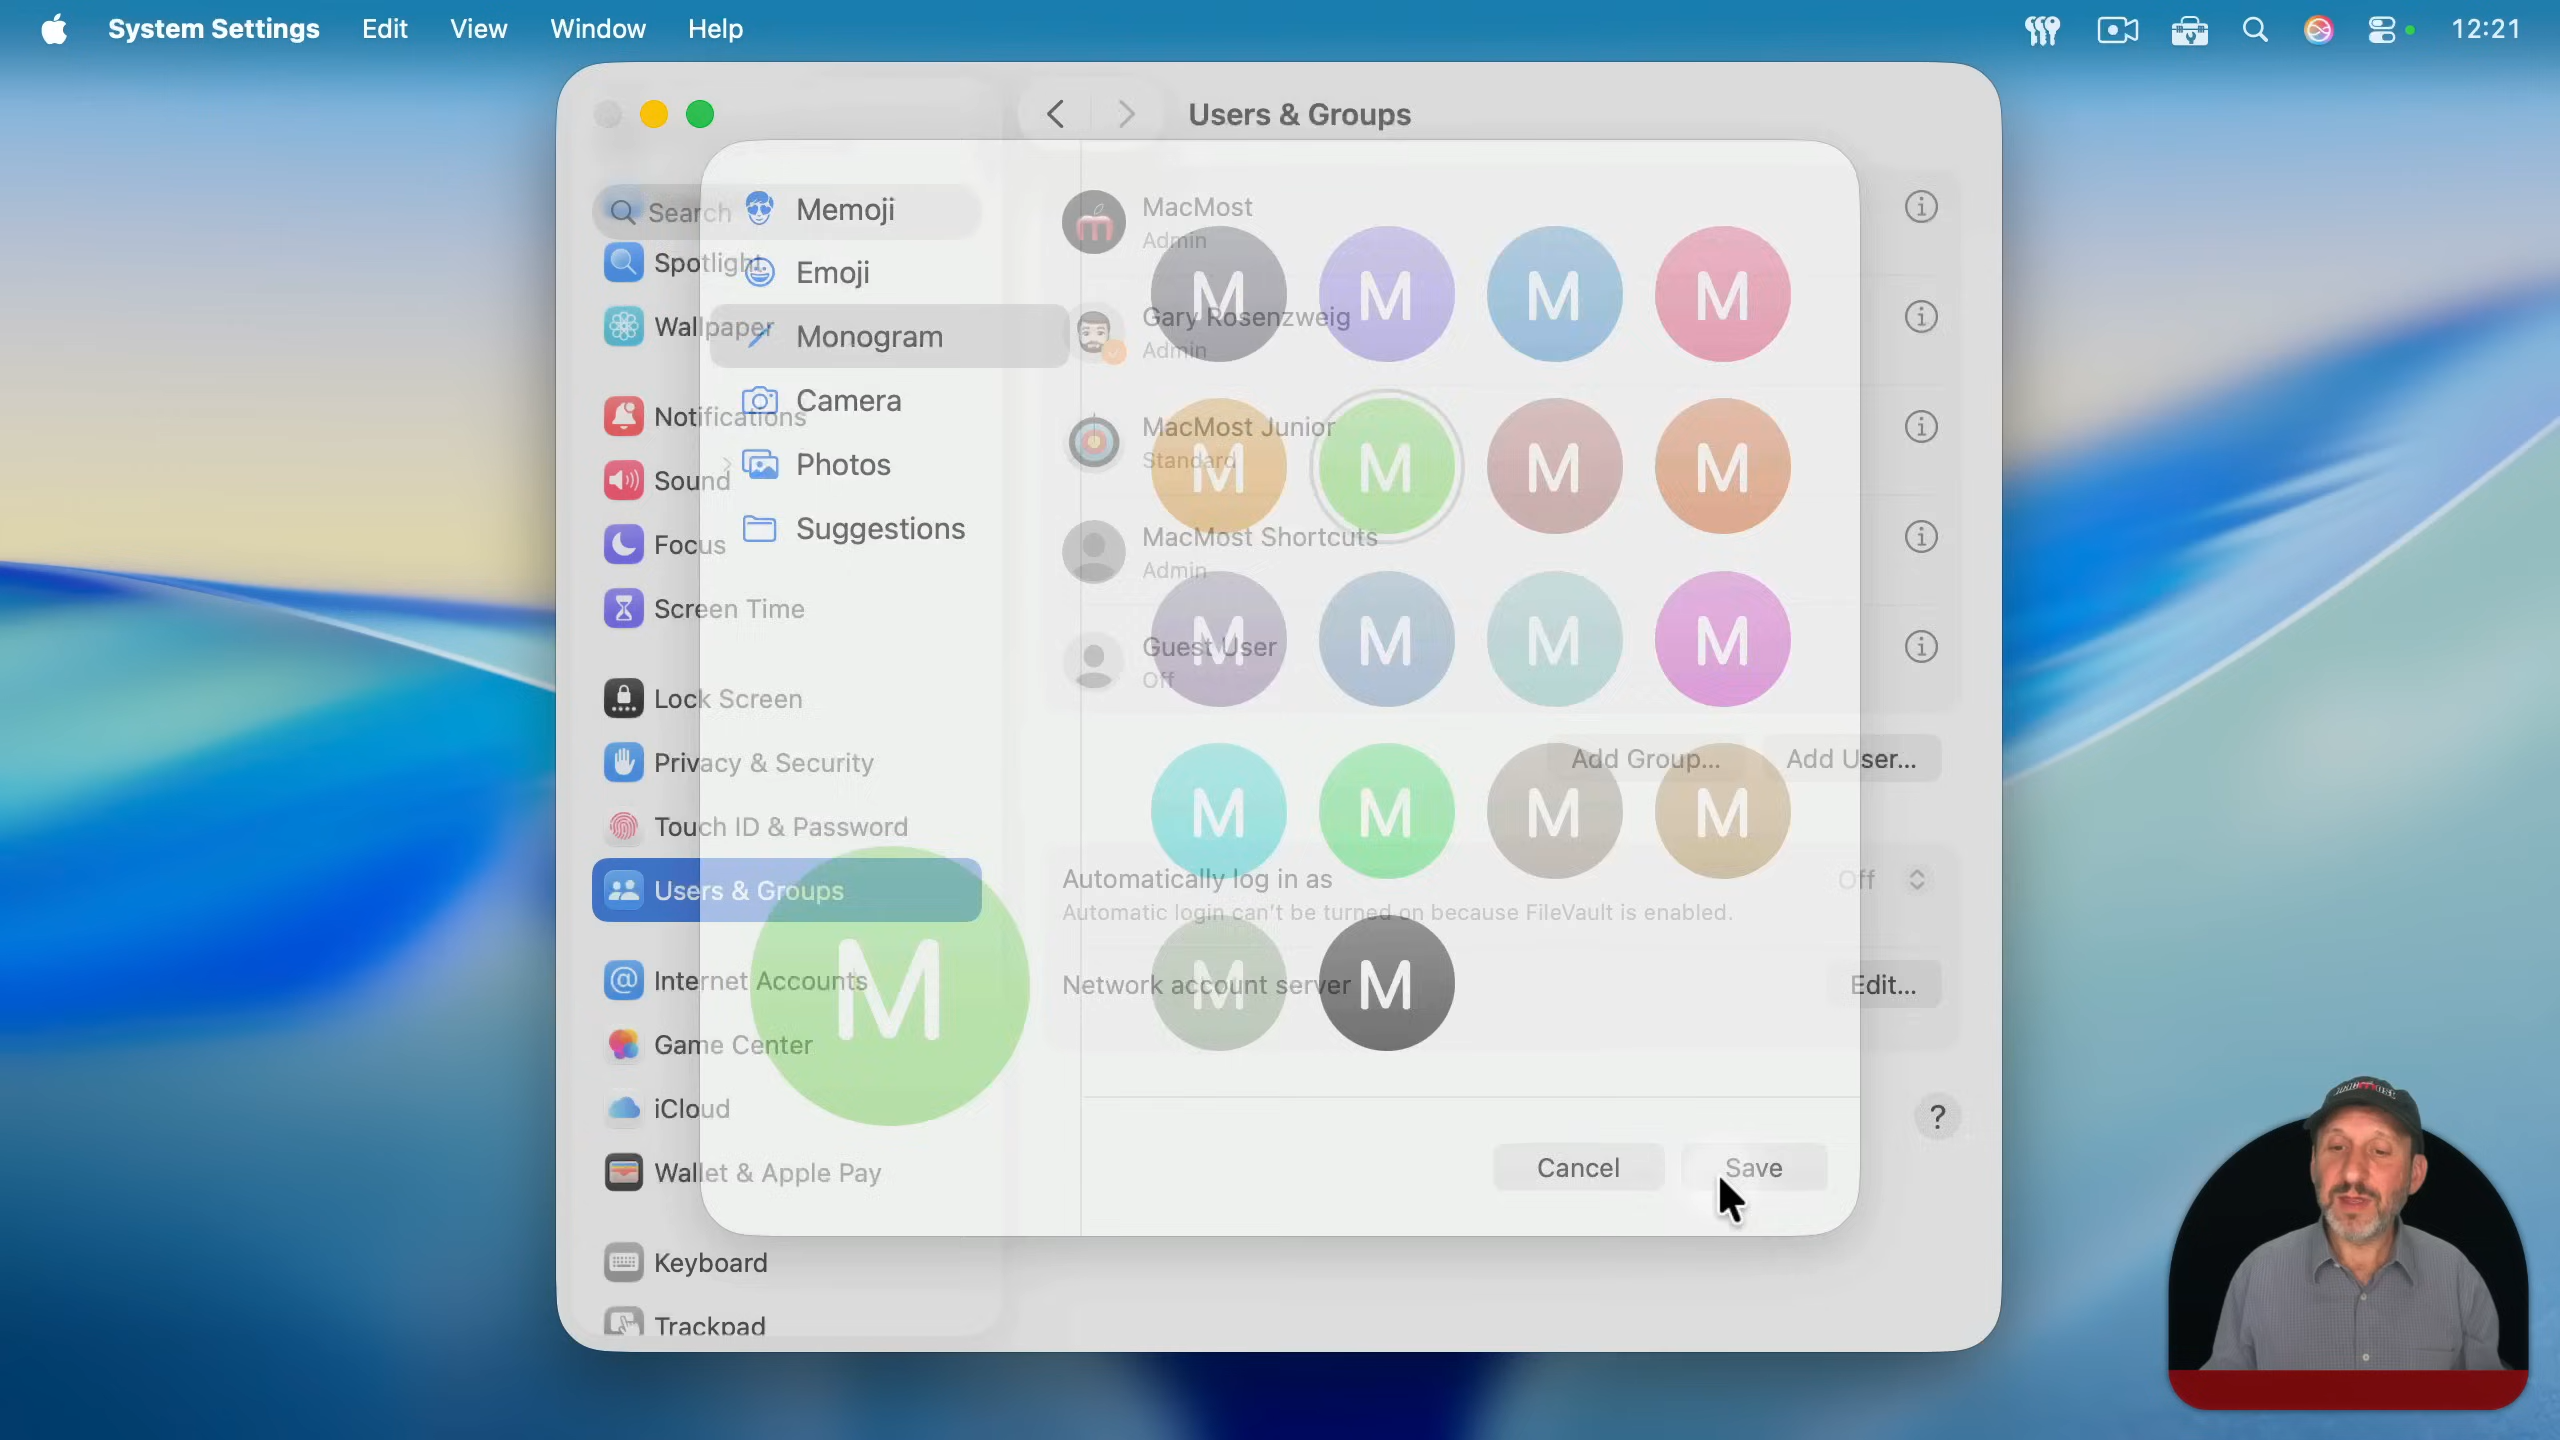 System Settings Edit View Window Help 12:21
Users & Groups
Search
Spotlight
Wallpaper
Notifications
Sound
Focus
Screen Time
Lock Screen
Privacy & Security
Touch ID & Password
Users & Groups
Internet Accounts
Game Center
iCloud
Wallet & Apple Pay
Keyboard
Trackpad
Memoji
Emoji
Monogram
Camera
Photos
Suggestions
M
MacMost
Admin
Gary Rosenzweig
Admin
MacMost Junior
Standard
MacMost Shortcuts
Admin
Guest User
Off
M M M M
M M M M
M M M M
M M M M
M M
Add Group... Add User...
Automatically log in as Off
Automatic login can't be turned on because FileVault is enabled.
Network account server Edit...
?
Cancel Save